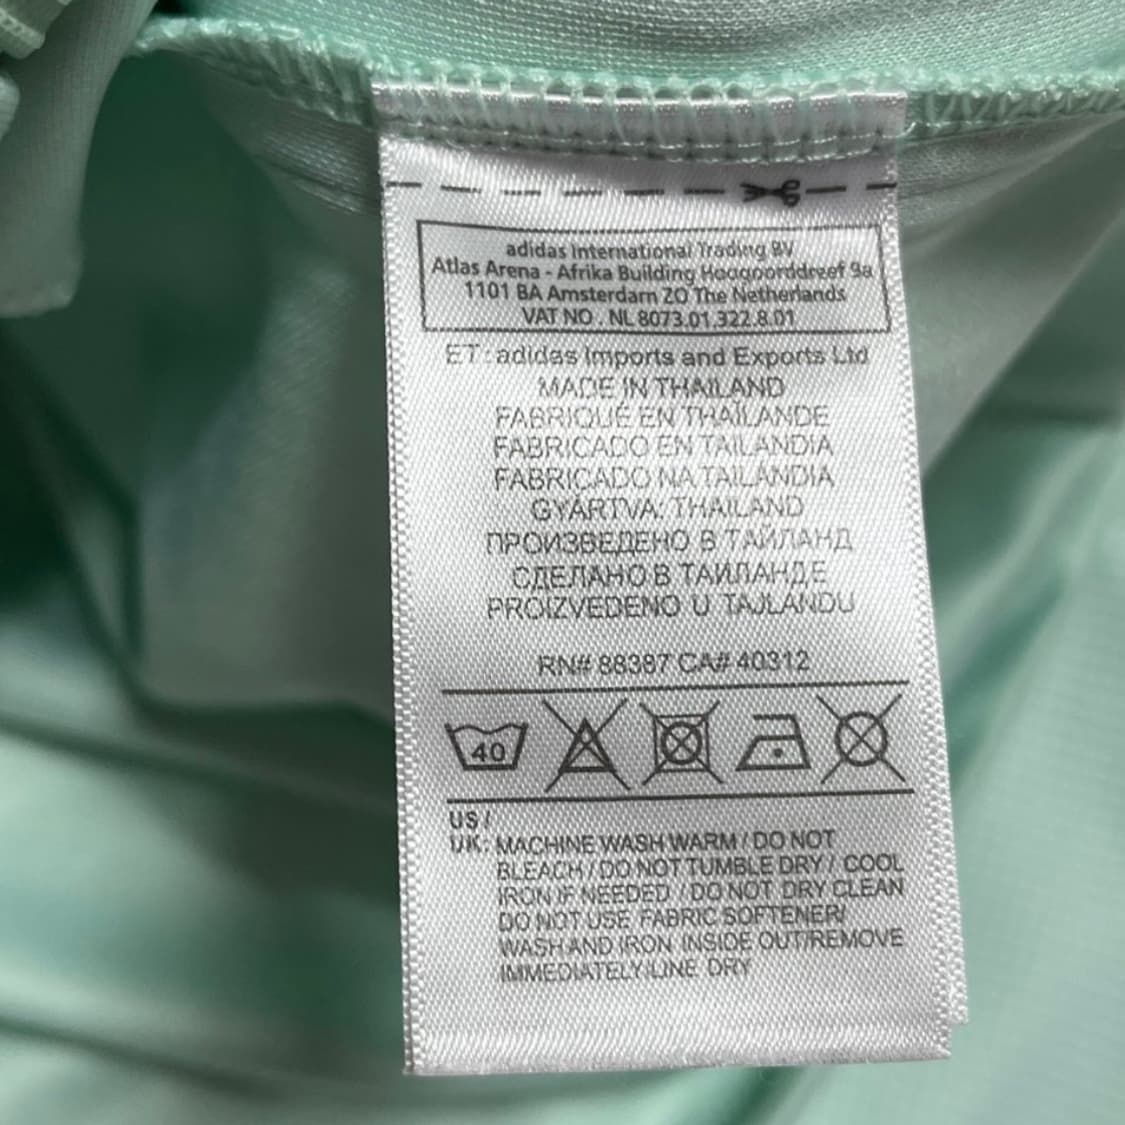 adidas International Trading BV
Atlas Arena - Afrika Building Hoogoorddreef 9a
1101 BA Amsterdam ZO The Netherlands
VAT NO . NL 8073.01.322.8.01
ET: adidas Imports and Exports Ltd
MADE IN THAILAND
FABRIQUÉ EN THAÏLANDE
FABRICADO EN TAILANDIA
FABRICADO NA TAILÂNDIA
GYÁRTVA: THAILAND
ПРОИЗВЕДЕНО В ТАЙЛАНД
СДЕЛАНО В ТАИЛАНДЕ
PROIZVEDENO U TAJLANDU
RN# 88387 CA# 40312
40
US /
UK: MACHINE WASH WARM / DO NOT
BLEACH / DO NOT TUMBLE DRY / COOL
IRON IF NEEDED / DO NOT DRY CLEAN
DO NOT USE FABRIC SOFTENER/
WASH AND IRON INSIDE OUT/REMOVE
IMMEDIATELY/LINE DRY